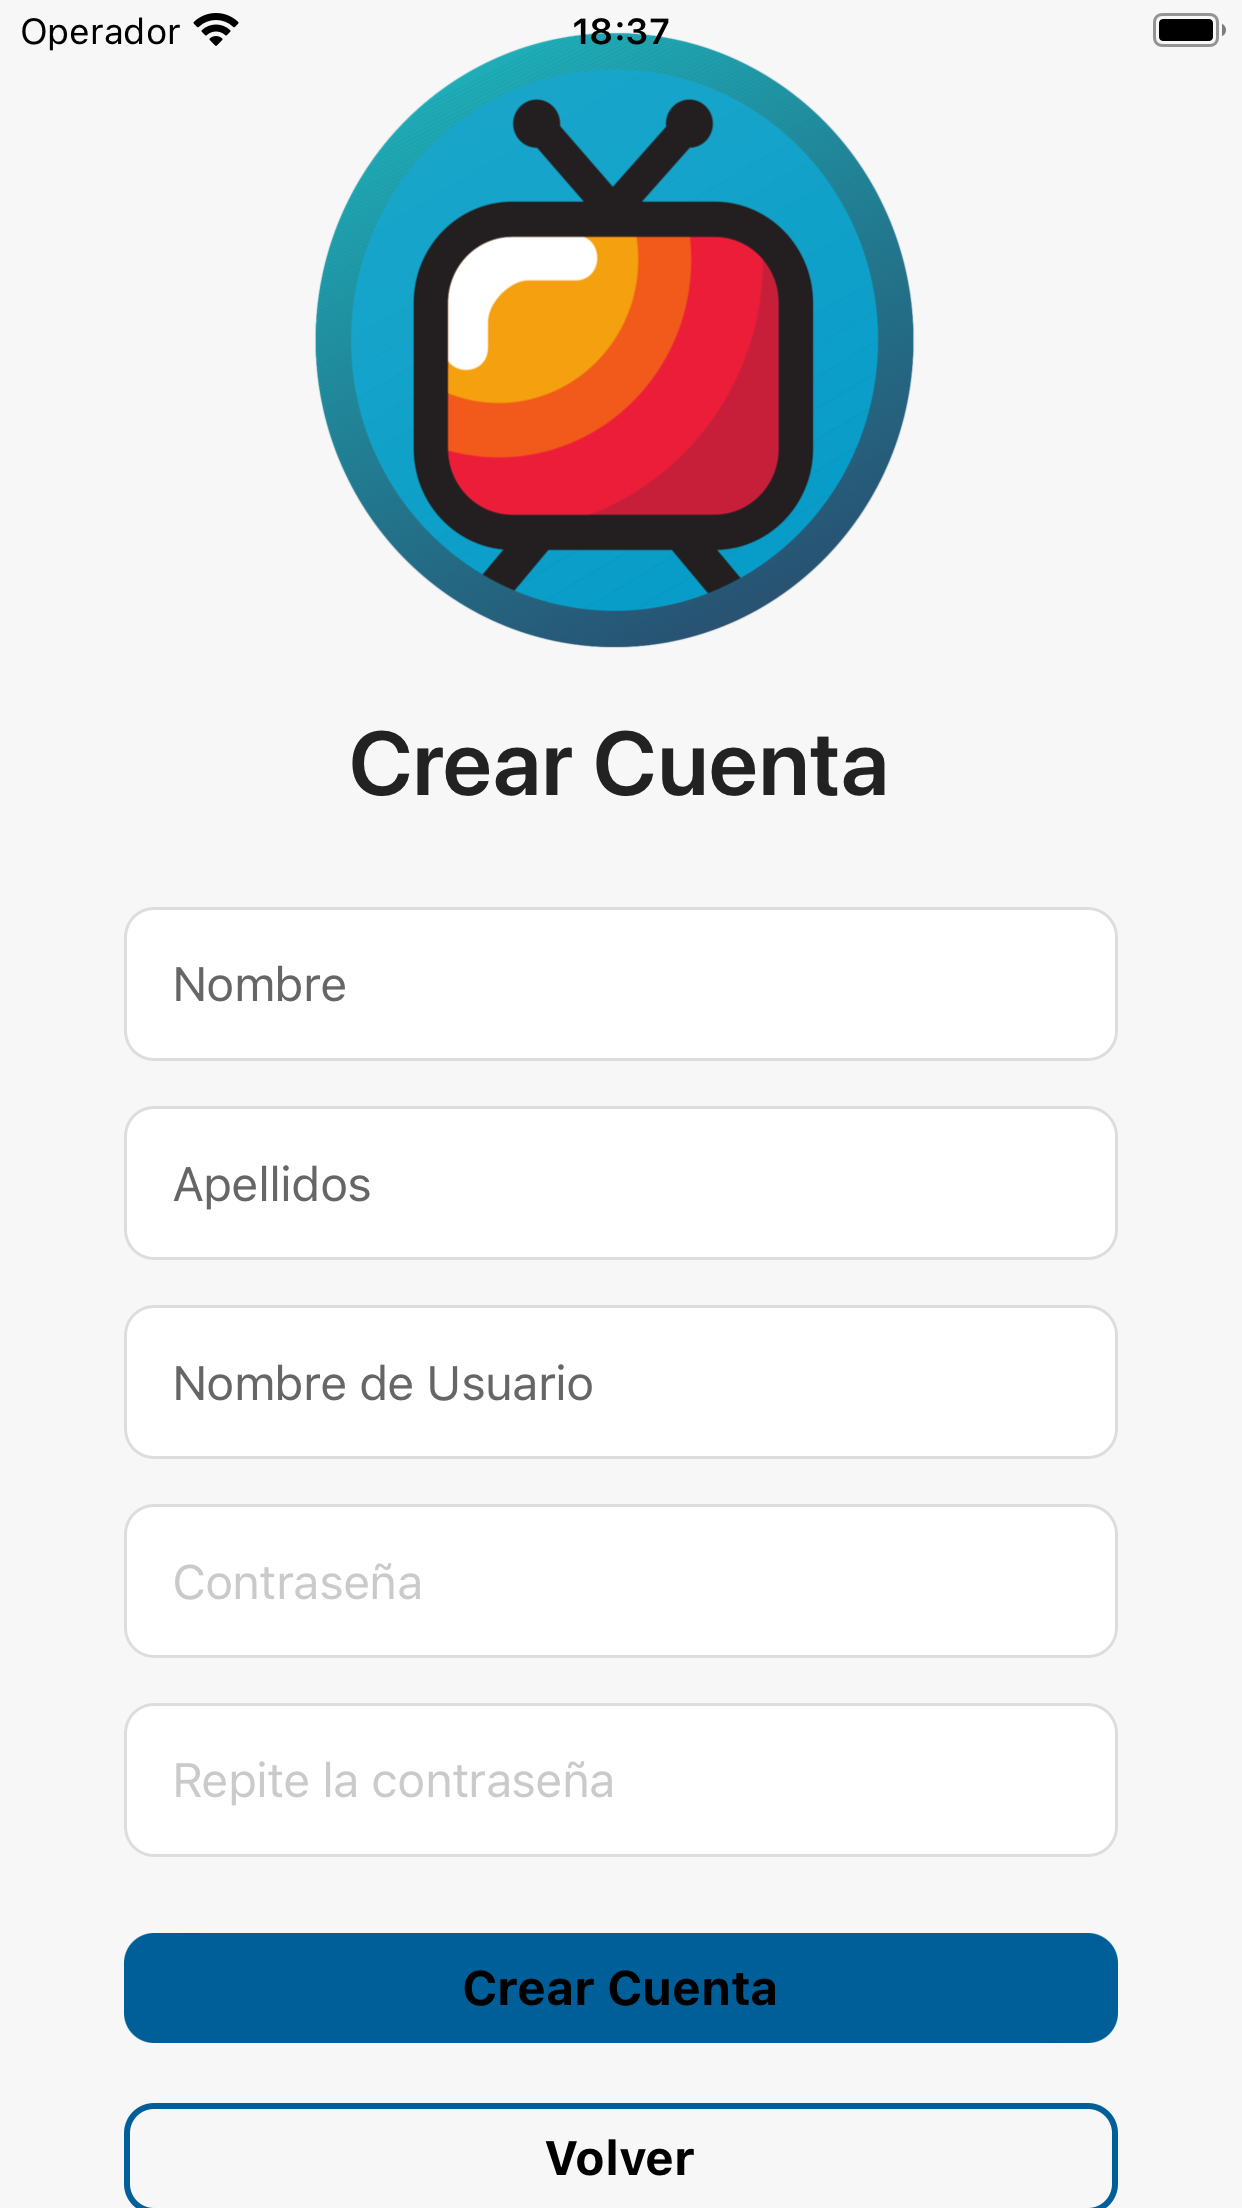 Operador 18:37
Crear Cuenta
Nombre
Apellidos
Nombre de Usuario
Contraseña
Repite la contraseña
Crear Cuenta
Volver